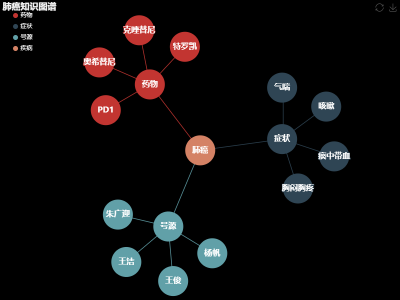 肺癌知识图谱
药物
症状
号源
疾病
克唑替尼
特罗凯
奥希替尼
药物
PD1
气喘
咳嗽
症状
痰中带血
胸闷胸疼
肺癌
朱广迎
号源
杨帆
王洁
王俊